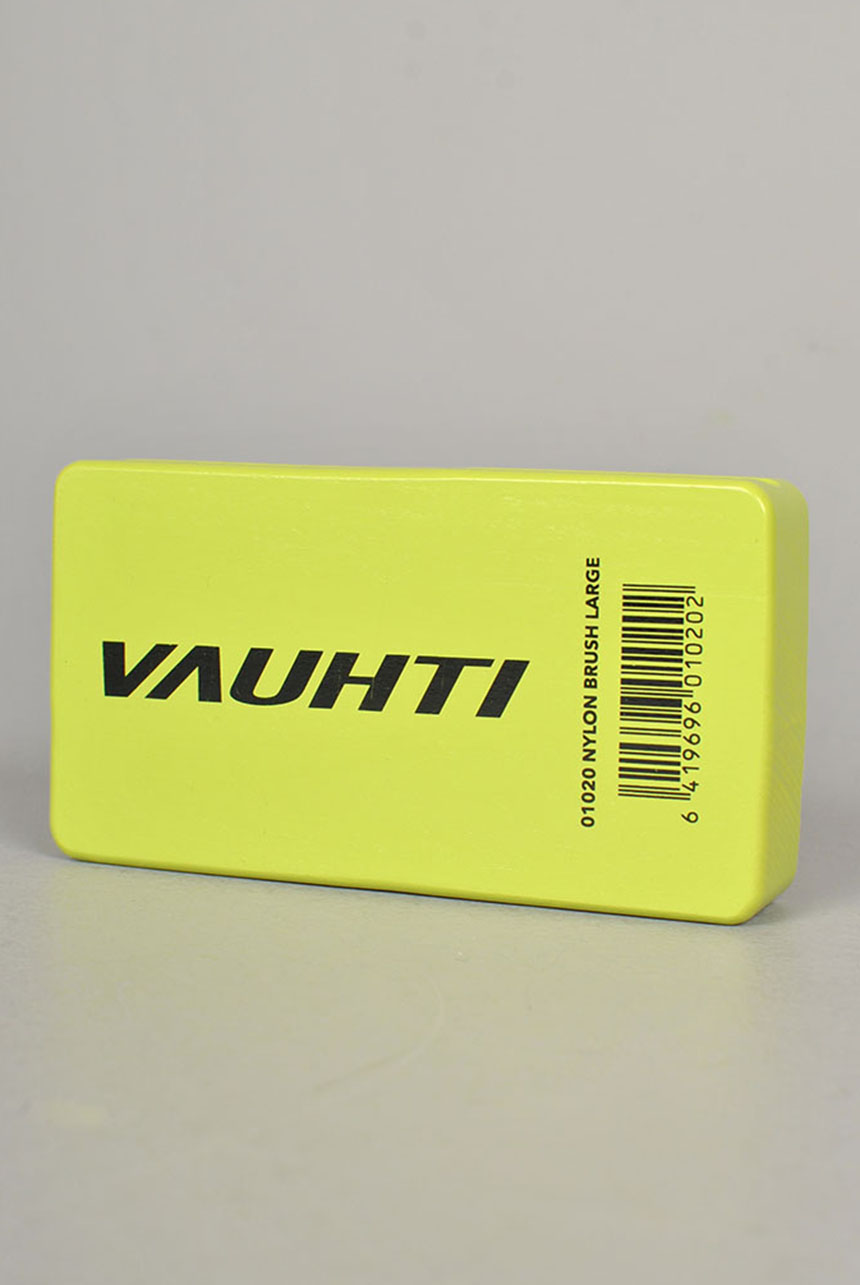 VAUHTI
01020 NYLON BRUSH LARGE
6 419696 010202